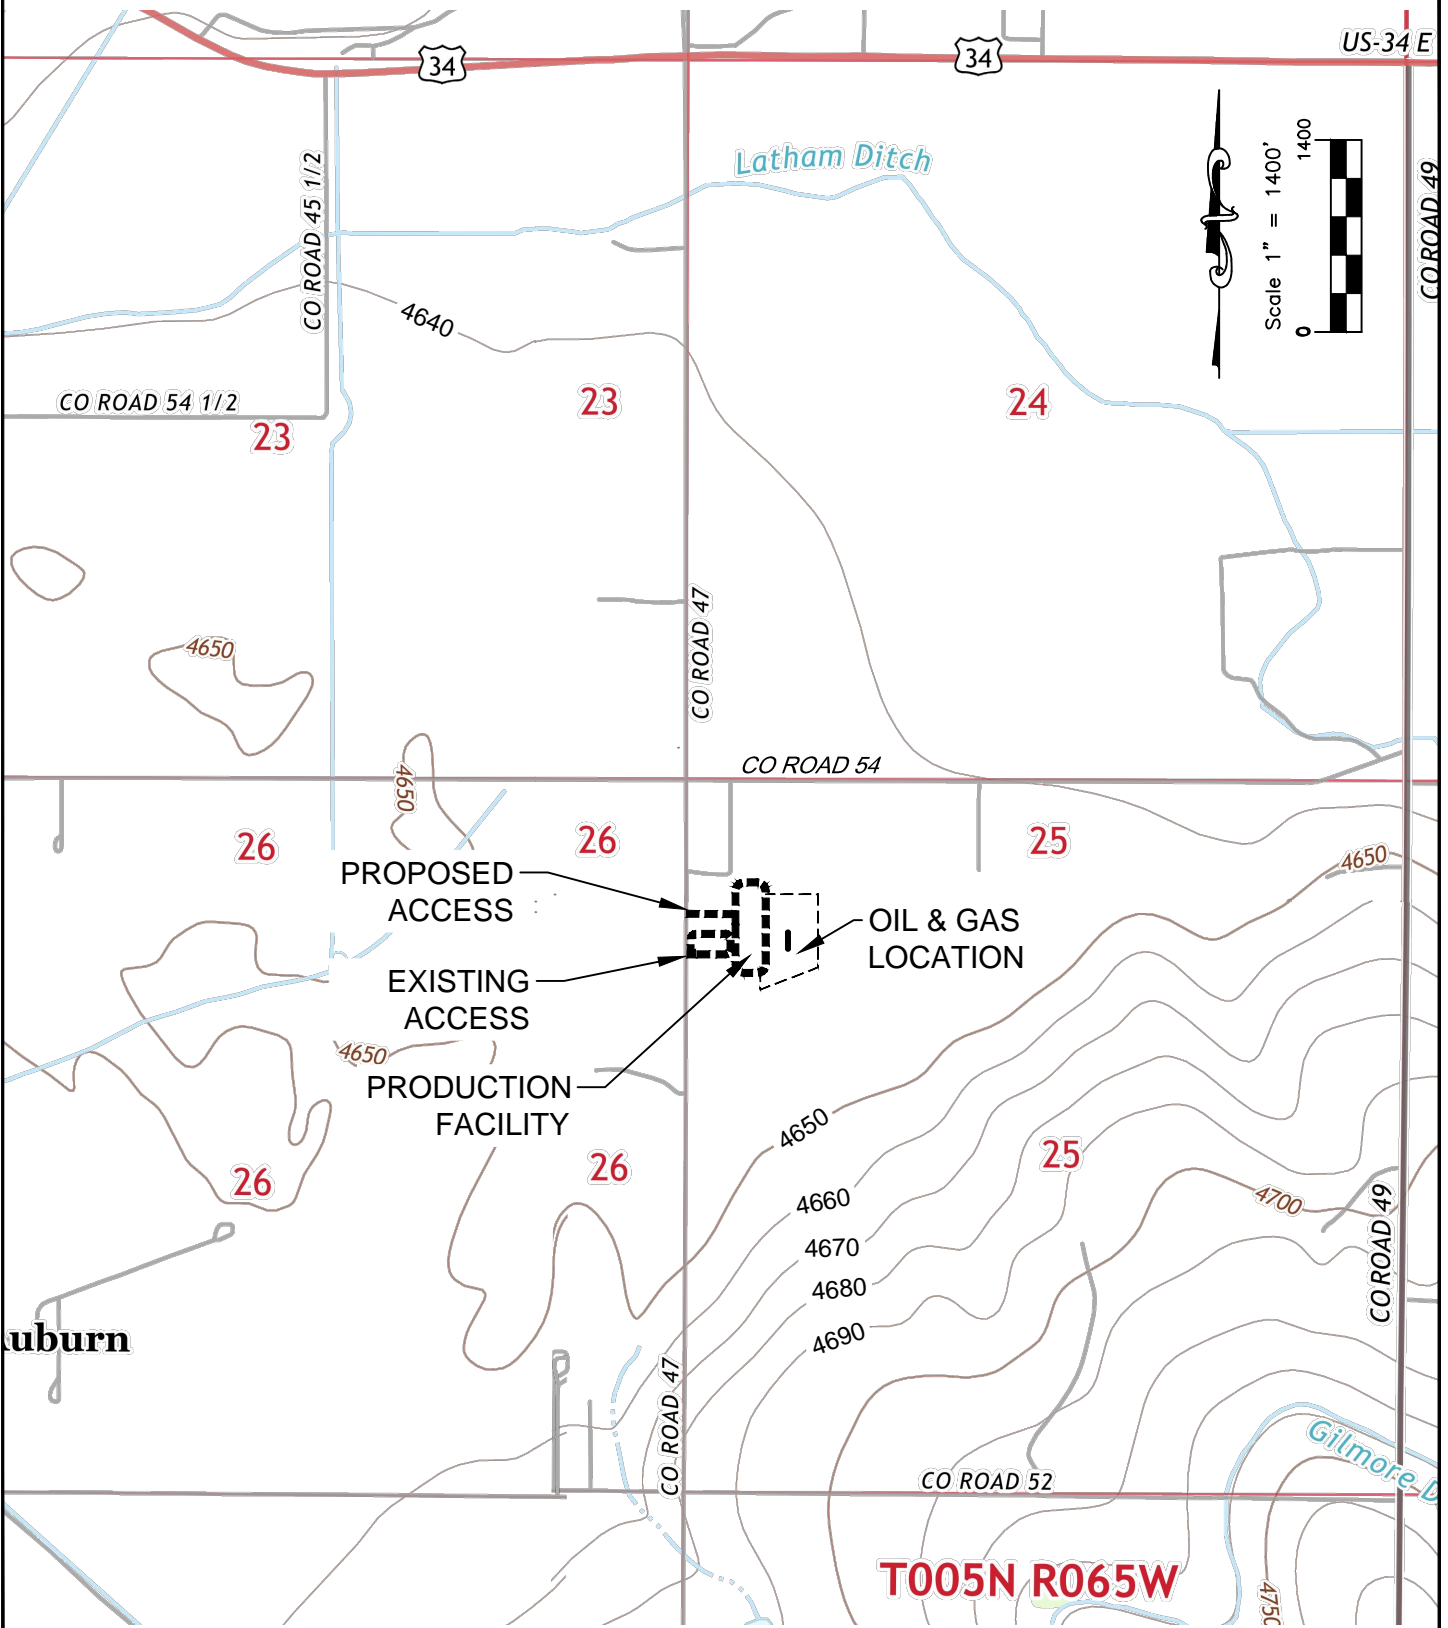 34
34
US-34 E
Latham Ditch
1400
0
Scale 1" = 1400'
CO ROAD 49
CO ROAD 45 1/2
4640
CO ROAD 54 1/2
23
23
24
CO ROAD 47
4650
CO ROAD 54
4650
26
26
25
4650
PROPOSED
ACCESS
OIL & GAS
LOCATION
EXISTING
ACCESS
4650
PRODUCTION
FACILITY
4650
26
26
25
4660
4700
4670
4680
4690
CO ROAD 49
uburn
CO ROAD 47
Gilmore D
CO ROAD 52
T005N R065W
4750